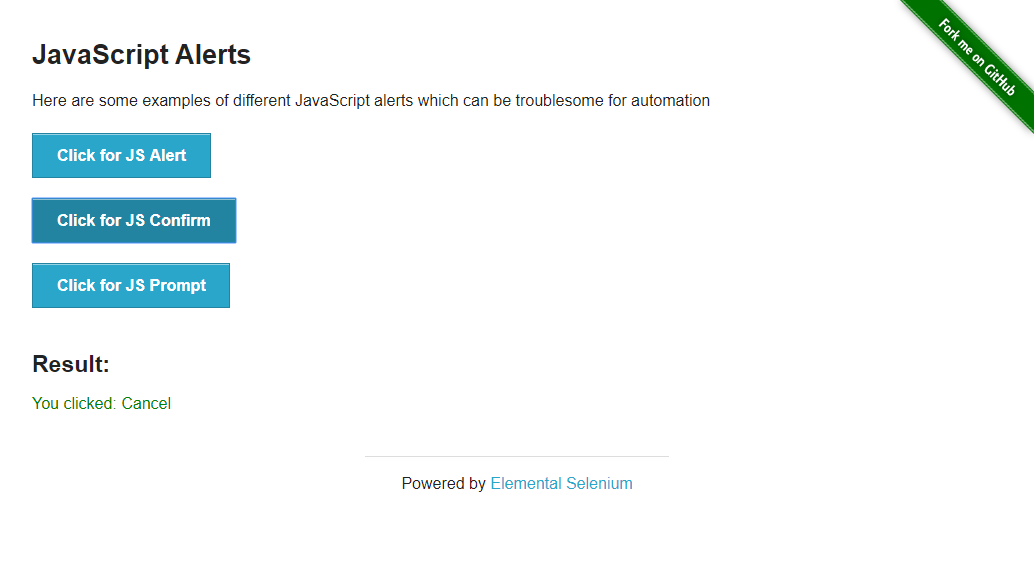 Fork me on GitHub
JavaScript Alerts
Here are some examples of different JavaScript alerts which can be troublesome for automation
Click for JS Alert
Click for JS Confirm
Click for JS Prompt
Result:
You clicked: Cancel
Powered by Elemental Selenium